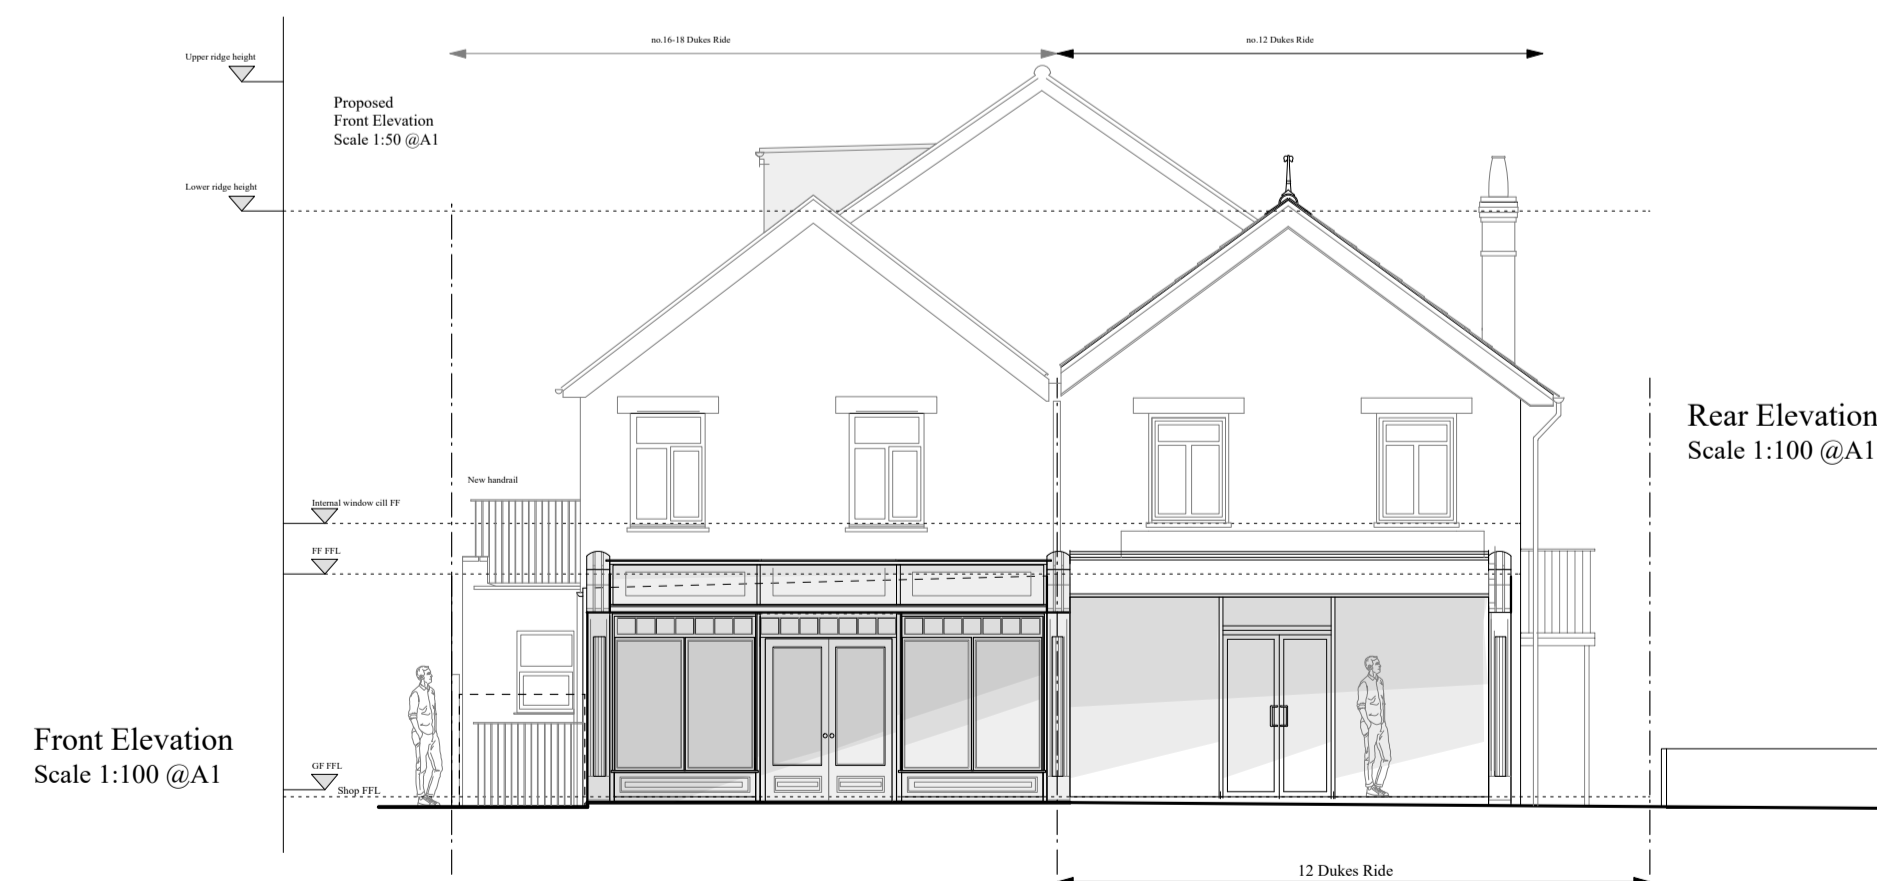 no.16-18 Dukes Ride
no.12 Dukes Ride
Upper ridge height
Proposed
Front Elevation
Scale 1:50 @A1
Lower ridge height
Rear Elevation
Scale 1:100 @A1
New handrail
Internal window cill FF
FF FFL
Front Elevation
Scale 1:100 @A1
GF FFL
Shop FFL
12 Dukes Ride